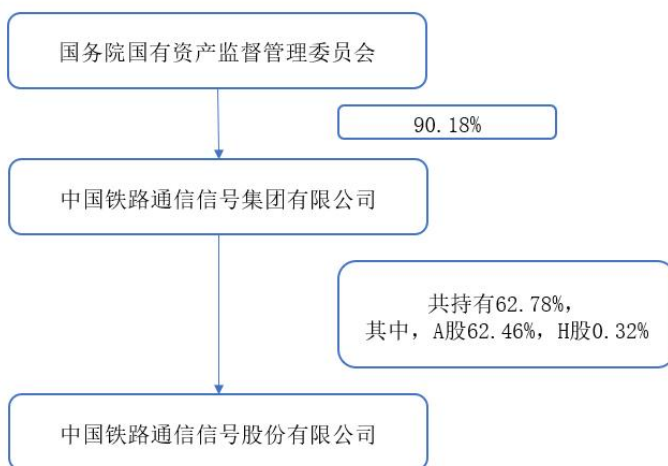 国务院国有资产监督管理委员会
90.18%
中国铁路通信信号集团有限公司
共持有62.78%，
其中，A股62.46%，H股0.32%
中国铁路通信信号股份有限公司